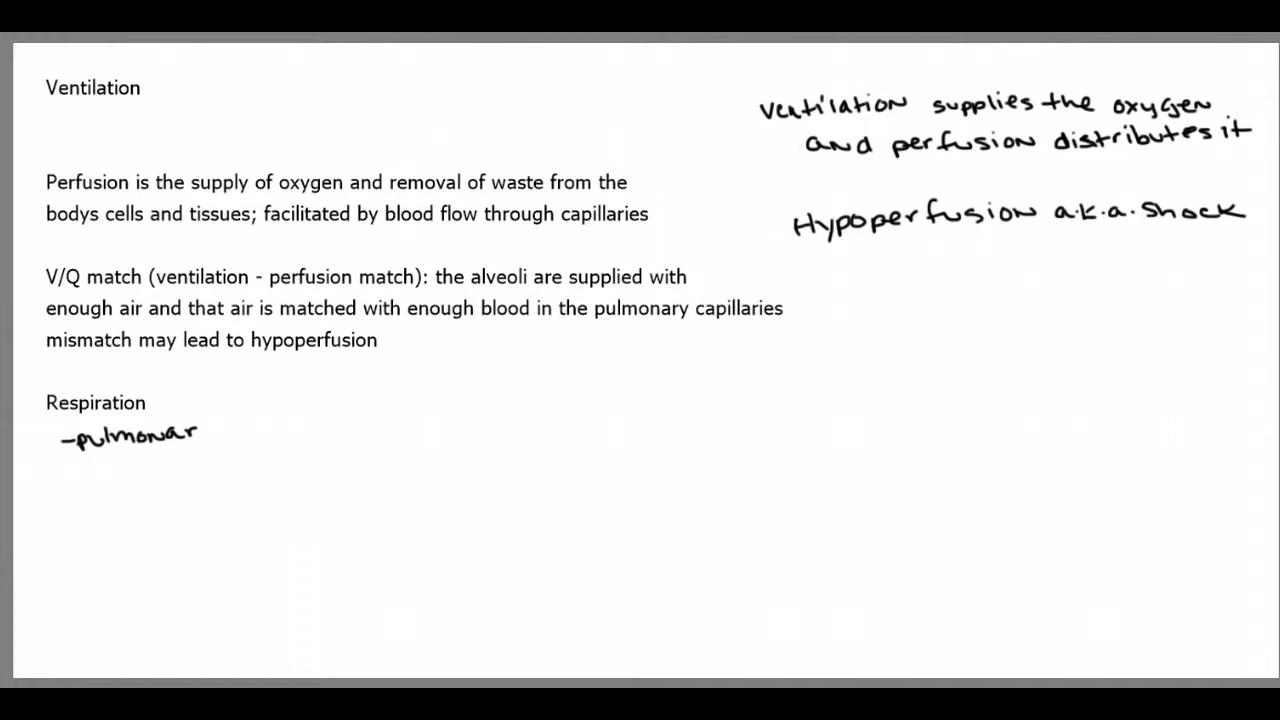 Ventilation
ventilation supplies the oxygen
and perfusion distributes it
Perfusion is the supply of oxygen and removal of waste from the
bodys cells and tissues; facilitated by blood flow through capillaries
Hypoperfusion a.k.a. Shock
V/Q match (ventilation - perfusion match): the alveoli are supplied with
enough air and that air is matched with enough blood in the pulmonary capillaries
mismatch may lead to hypoperfusion
Respiration
-pulmonar